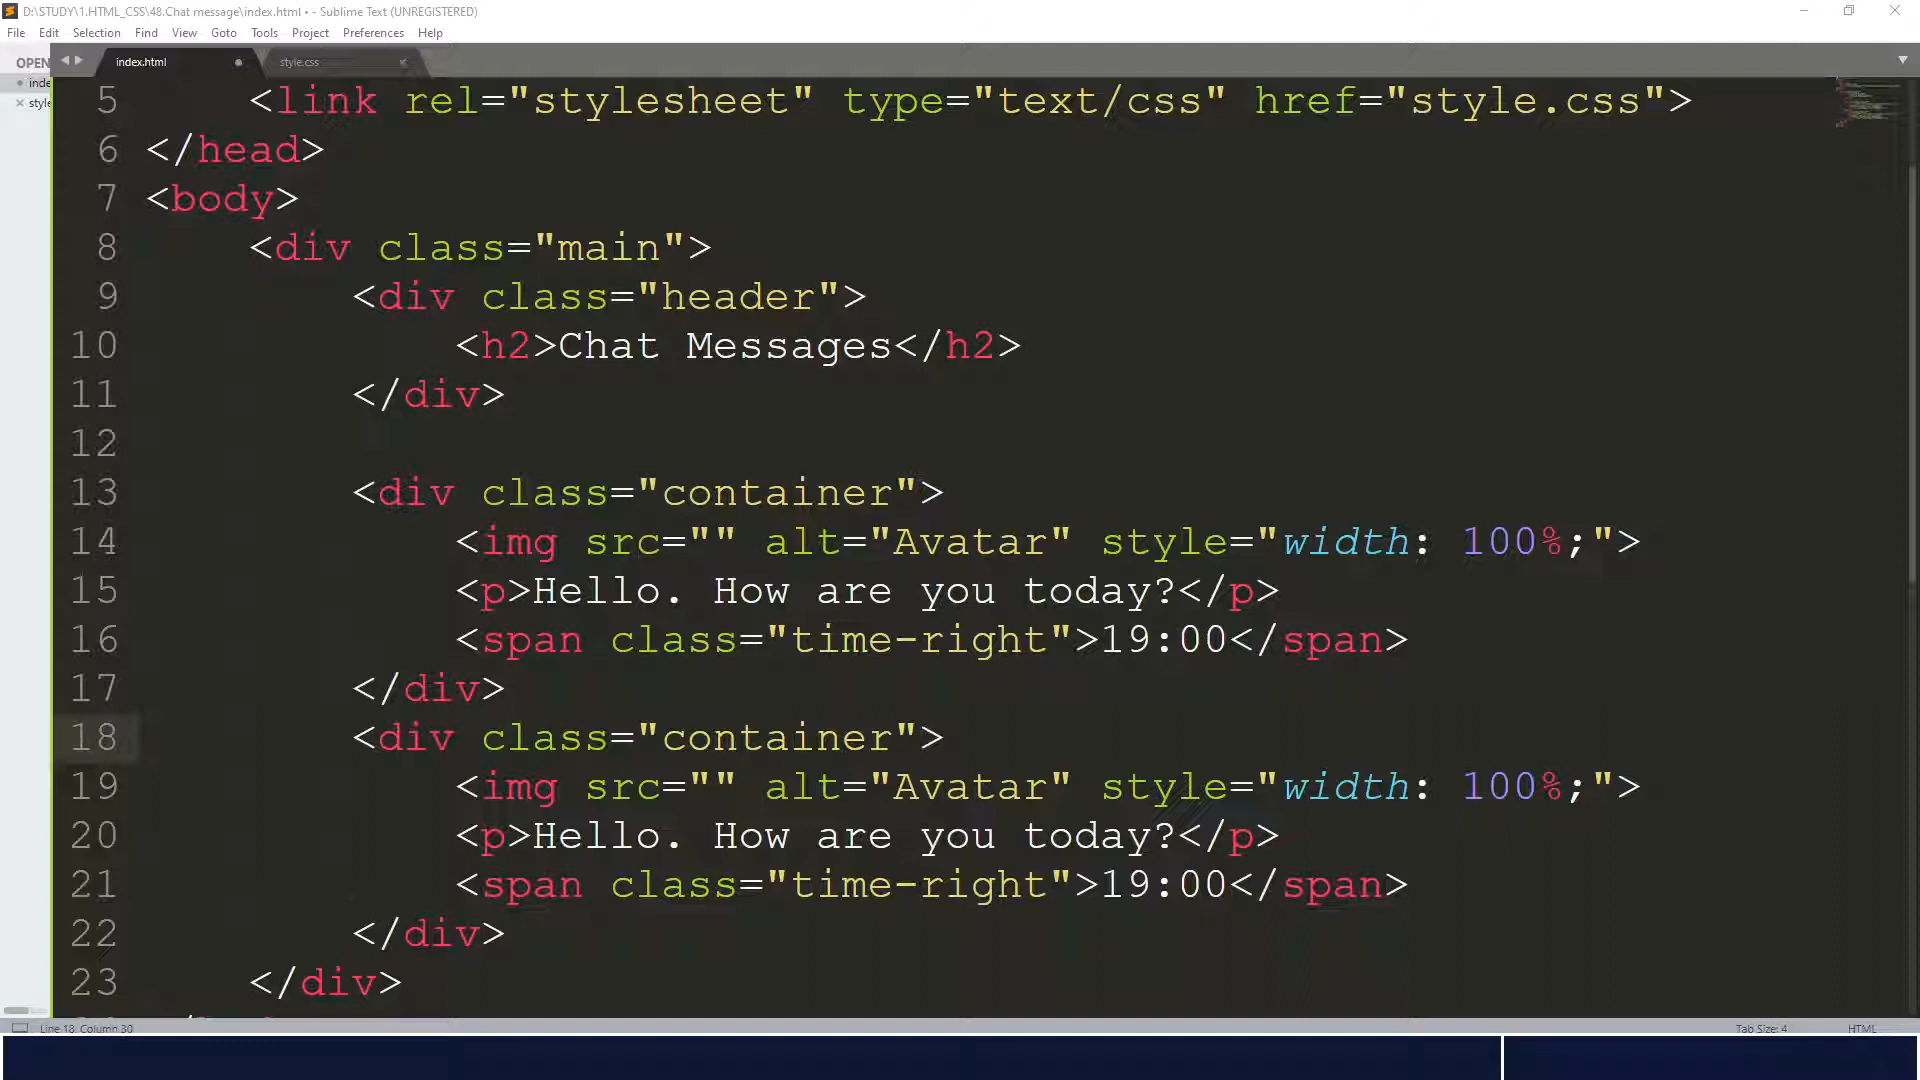 D:\STUDY\1.HTML_CSS\48.Chat message\index.html • - Sublime Text (UNREGISTERED)
File Edit Selection Find View Goto Tools Project Preferences Help
OPEN
index.html style.css
inde
style
5 <link rel="stylesheet" type="text/css" href="style.css">
6 </head>
7 <body>
8 <div class="main">
9 <div class="header">
10 <h2>Chat Messages</h2>
11 </div>
12
13 <div class="container">
14 <img src="" alt="Avatar" style="width: 100%;">
15 <p>Hello. How are you today?</p>
16 <span class="time-right">19:00</span>
17 </div>
18 <div class="container">
19 <img src="" alt="Avatar" style="width: 100%;">
20 <p>Hello. How are you today?</p>
21 <span class="time-right">19:00</span>
22 </div>
23 </div>
Line 18, Column 30 Tab Size: 4 HTML